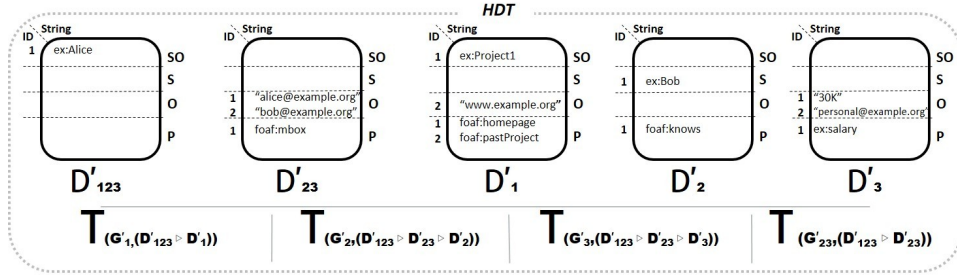 HDT
ID String
1 ex:Alice
SO
S
O
P
D′123
ID String
SO
S
1 "alice@example.org"
2 "bob@example.org"
O
1 foaf:mbox
P
D′23
ID String
1 ex:Project1
SO
S
2 "www.example.org"
O
1 foaf:homepage
2 foaf:pastProject
P
D′1
ID String
SO
1 ex:Bob
S
O
1 foaf:knows
P
D′2
ID String
SO
S
1 "30K"
2 "personal@example.org"
O
1 ex:salary
P
D′3
T(G′1,(D′123 ▹ D′1))
T(G′2,(D′123 ▹ D′23 ▹ D′2))
T(G′3,(D′123 ▹ D′23 ▹ D′3))
T(G′23,(D′123 ▹ D′23))